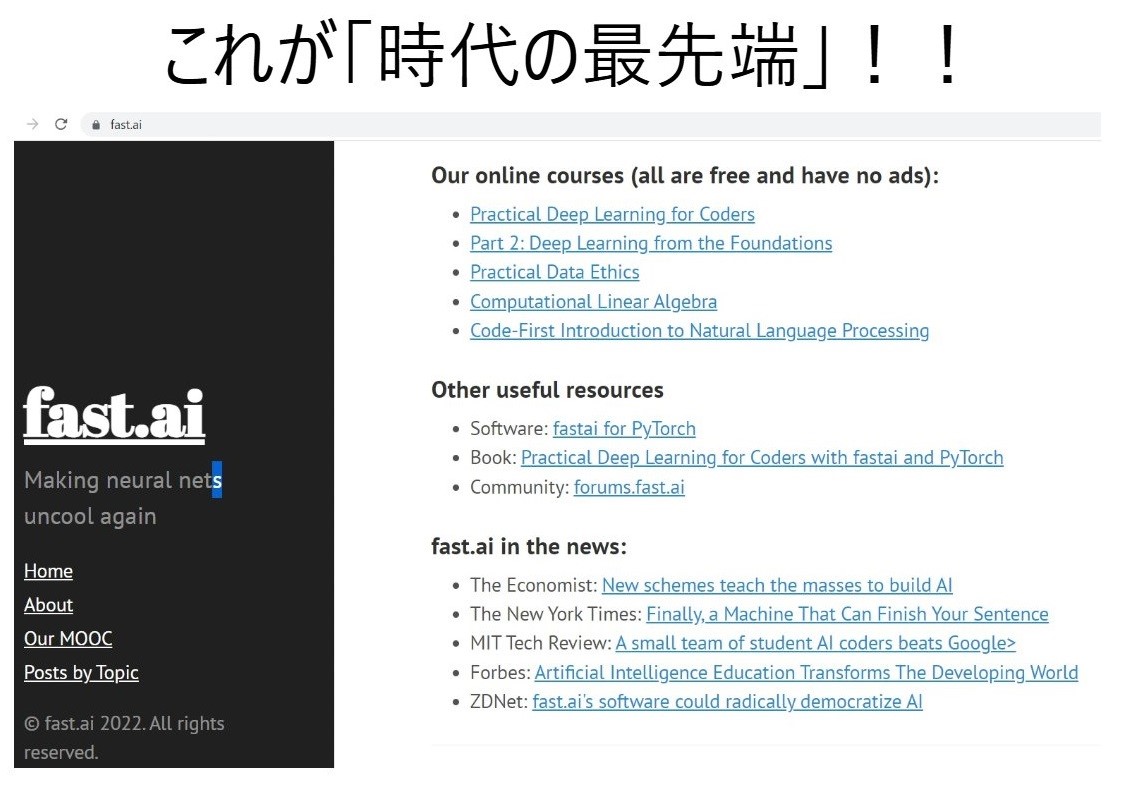 これが「時代の最先端」！！
fast.ai
fast.ai
Making neural nets
uncool again
Home
About
Our MOOC
Posts by Topic
© fast.ai 2022. All rights
reserved.
Our online courses (all are free and have no ads):
Practical Deep Learning for Coders
Part 2: Deep Learning from the Foundations
Practical Data Ethics
Computational Linear Algebra
Code-First Introduction to Natural Language Processing
Other useful resources
Software: fastai for PyTorch
Book: Practical Deep Learning for Coders with fastai and PyTorch
Community: forums.fast.ai
fast.ai in the news:
The Economist: New schemes teach the masses to build AI
The New York Times: Finally, a Machine That Can Finish Your Sentence
MIT Tech Review: A small team of student AI coders beats Google>
Forbes: Artificial Intelligence Education Transforms The Developing World
ZDNet: fast.ai's software could radically democratize AI